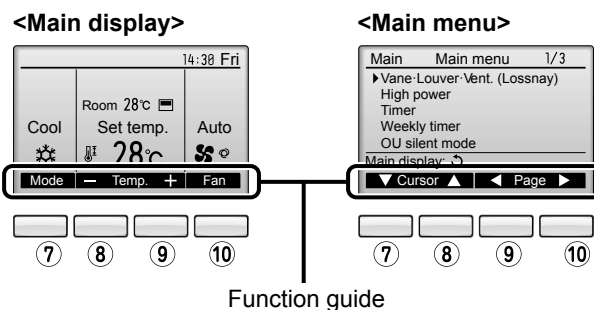 <Main display>
14:30 Fri
Room 28℃
Cool
Set temp.
Auto
28℃
Mode
− Temp. +
Fan
⑦ ⑧ ⑨ ⑩
<Main menu>
Main Main menu 1/3
▶Vane·Louver·Vent. (Lossnay)
High power
Timer
Weekly timer
OU silent mode
Main display:
▼ Cursor ▲ ◀ Page ▶
⑦ ⑧ ⑨ ⑩
Function guide